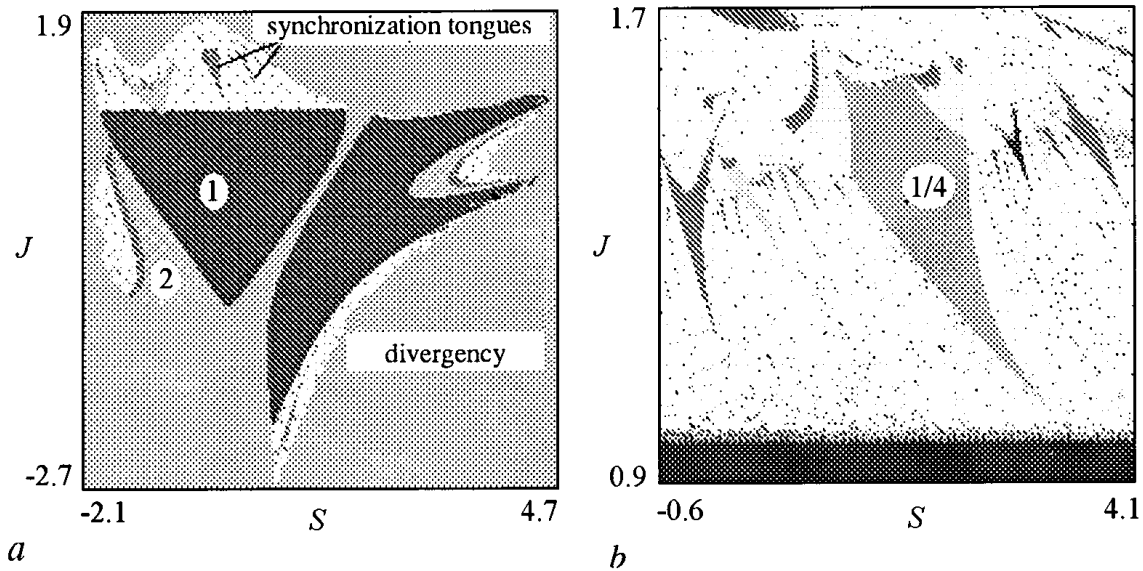 1.9
synchronization tongues
1
J
2
divergency
-2.7
-2.1
S
4.7
a
1.7
1/4
J
0.9
-0.6
S
4.1
b